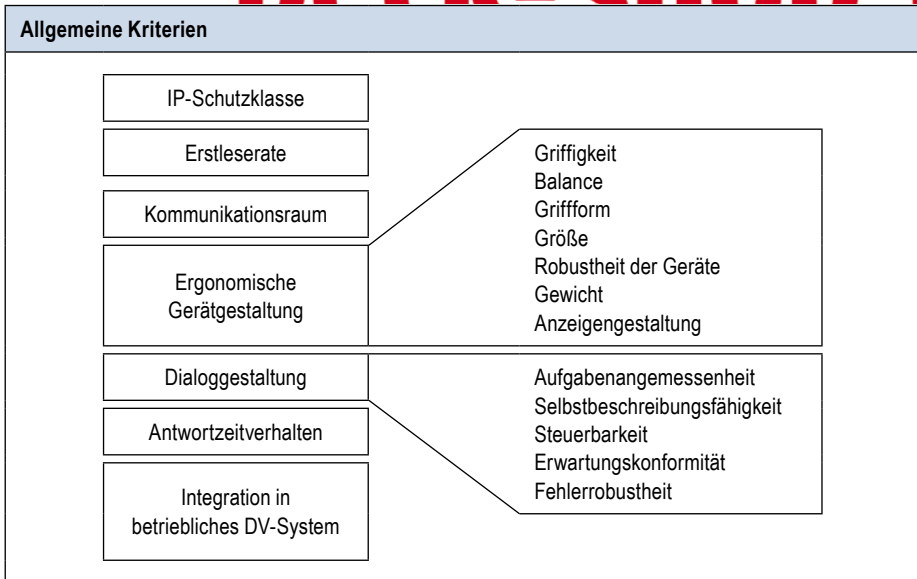 Allgemeine Kriterien
IP-Schutzklasse
Erstleserate
Kommunikationsraum
Ergonomische
Gerätgestaltung
Griffigkeit
Balance
Griffform
Größe
Robustheit der Geräte
Gewicht
Anzeigengestaltung
Dialoggestaltung
Antwortzeitverhalten
Integration in
betriebliches DV-System
Aufgabenangemessenheit
Selbstbeschreibungsfähigkeit
Steuerbarkeit
Erwartungskonformität
Fehlerrobustheit